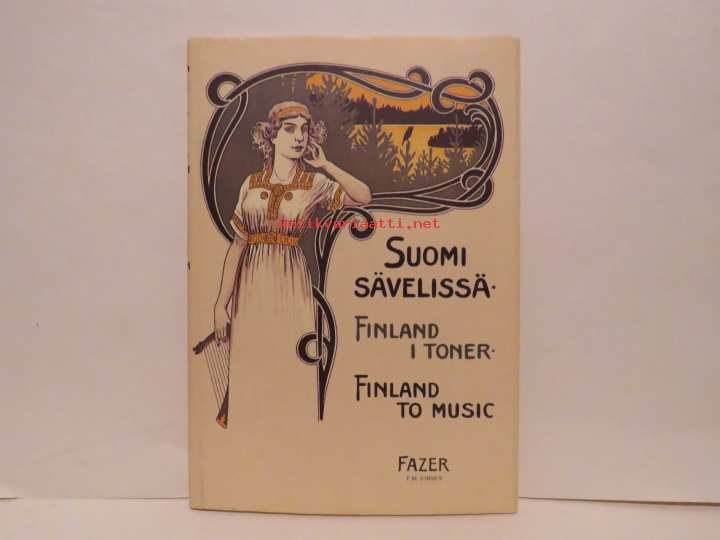 antikvariaatti.net
SUOMI
SÄVELISSÄ·
FINLAND
I TONER·
FINLAND
TO MUSIC
FAZER